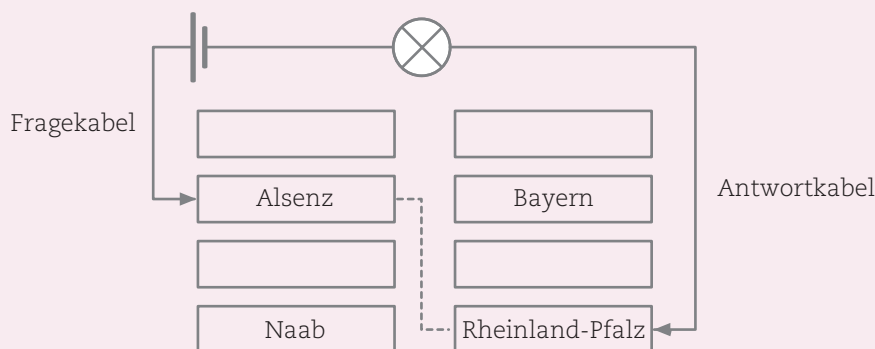 Fragekabel
Alsenz
Bayern
Antwortkabel
Naab
Rheinland-Pfalz